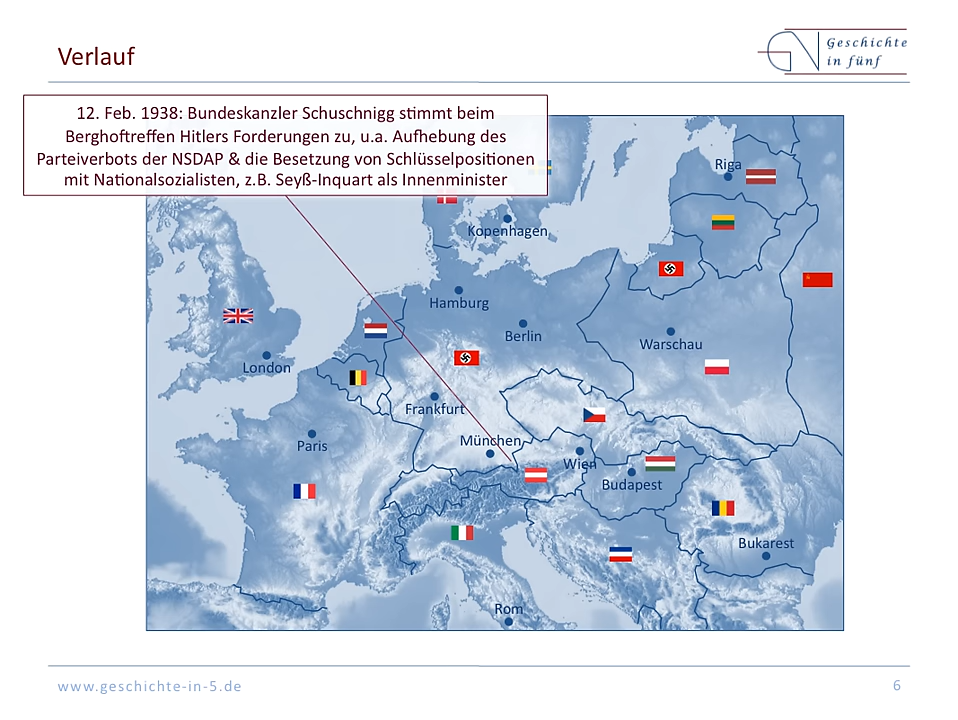 Verlauf
Geschichte
in fünf
12. Feb. 1938: Bundeskanzler Schuschnigg stimmt beim
Berghoftreffen Hitlers Forderungen zu, u.a. Aufhebung des
Parteiverbots der NSDAP & die Besetzung von Schlüsselpositionen
mit Nationalsozialisten, z.B. Seyß-Inquart als Innenminister
Riga
Kopenhagen
Hamburg
Berlin
Warschau
London
Frankfurt
Paris
München
Wien
Budapest
Bukarest
Rom
www.geschichte-in-5.de
6